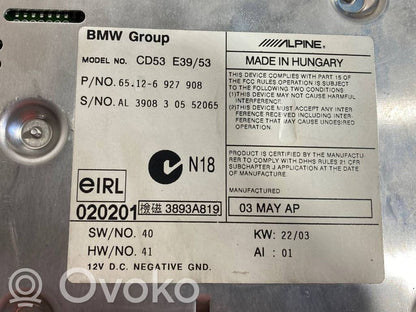 BMW Group
/////ALPINE®
MODEL NO. CD53 E39/53
MADE IN HUNGARY
P/NO. 65.12-6 927 908
S/NO. AL 3908 3 05 52065
THIS DEVICE COMPLIES WITH PART 15 OF
THE FCC RULES OPERATION IS SUBJECT
TO THE FOLLOWING TWO CONDITIONS:
(1)THIS DEVICE MAY NOT CAUSE HARMFUL
INTERFERENCE.
(2)THIS DEVICE MUST ACCEPT ANY INTER
FERENCE INCLUDING INTERFERENCE
THAT MAY CAUSE UNDESIRED
OPERATION
N18
PRODUCT IS CERTIFIED BY THE MANUFACTU
RER TO COMPLY WITH DHHS RULES 21 CFR
SUBCHAPTER J APPLICATION AT THE DATE OF
MANUFACTURE.
eIRL
020201
檢磁 3893A819
MANUFACTURED
03 MAY AP
SW/NO. 40
KW: 22/03
HW/NO. 41
AI : 01
12V D.C. NEGATIVE GND.
© ovoko.com